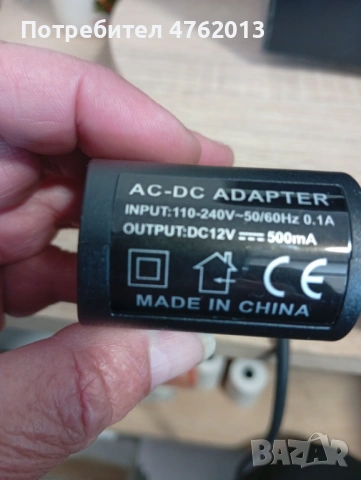 Потребител 4762013
AC-DC ADAPTER
INPUT:110-240V~50/60Hz 0.1A
OUTPUT:DC12V⎓500mA
CE
MADE IN CHINA
BAZAR